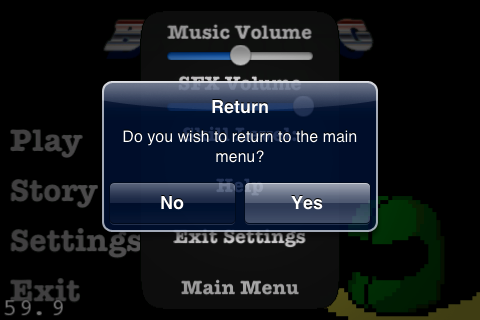 Music Volume
SFX Volume
Return
Do you wish to return to the main
menu?
Help
No
Yes
Exit Settings
Main Menu
Play
Story
Settings
Exit
59.9